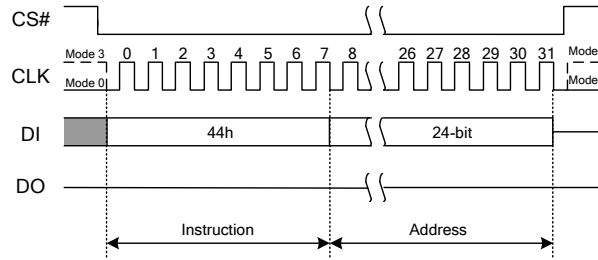 CS#
Mode 3 0 1 2 3 4 5 6 7 8 26 27 28 29 30 31 Mode
CLK
Mode 0 Mode
DI 44h 24-bit
DO
Instruction Address